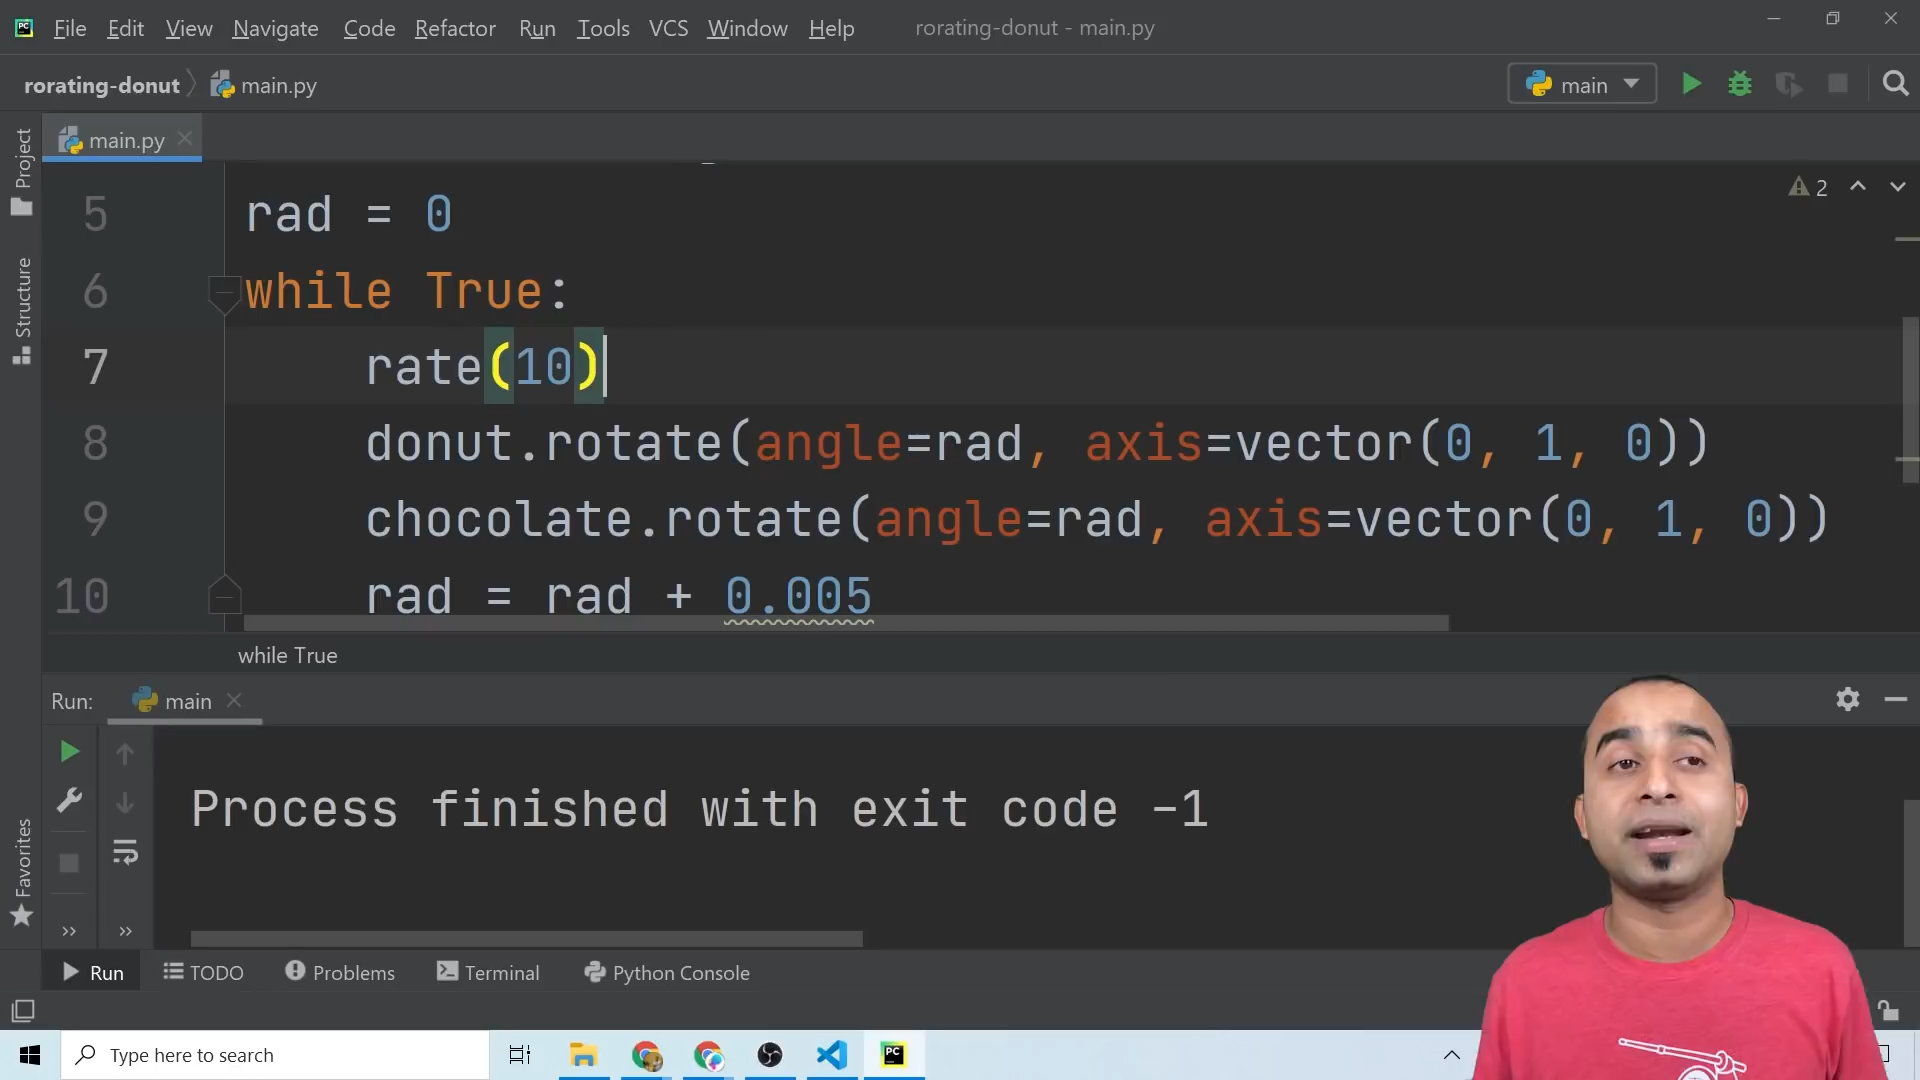 File Edit View Navigate Code Refactor Run Tools VCS Window Help rorating-donut - main.py
rorating-donut main.py main
Project
main.py
2
5 rad = 0
6 while True:
7 rate(10)
8 donut.rotate(angle=rad, axis=vector(0, 1, 0))
9 chocolate.rotate(angle=rad, axis=vector(0, 1, 0))
10 rad = rad + 0.005
Structure
while True
Run: main
Process finished with exit code -1
Favorites
Run TODO Problems Terminal Python Console
Type here to search
PC
PC